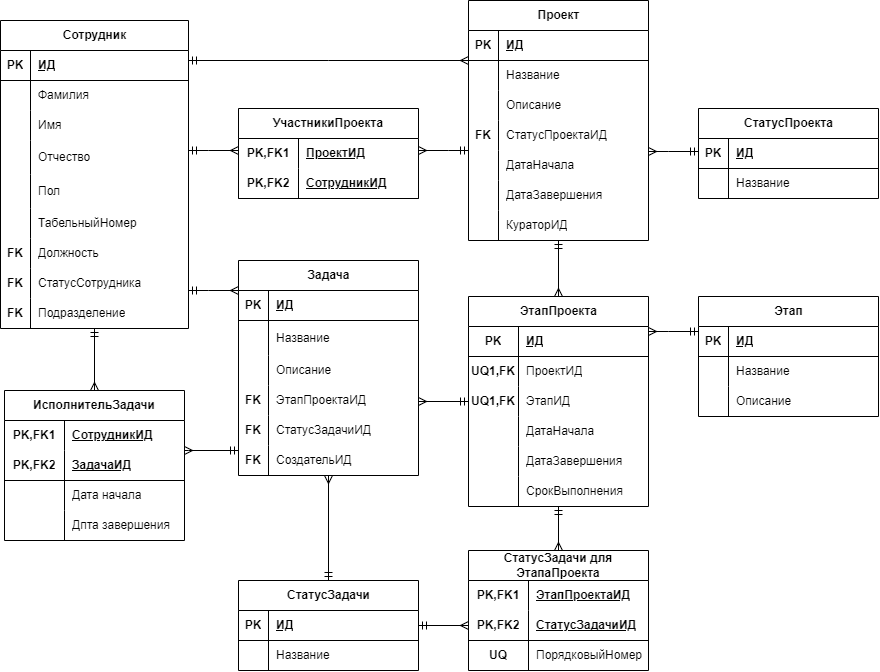 Сотрудник
PK ИД
Фамилия
Имя
Отчество
Пол
ТабельныйНомер
FK Должность
FK СтатусСотрудника
FK Подразделение
Проект
PK ИД
Название
Описание
FK СтатусПроектаИД
ДатаНачала
ДатаЗавершения
КураторИД
УчастникиПроекта
PK,FK1 ПроектИД
PK,FK2 СотрудникИД
СтатусПроекта
PK ИД
Название
Задача
PK ИД
Название
Описание
FK ЭтапПроектаИД
FK СтатусЗадачиИД
FK СоздательИД
ЭтапПроекта
PK ИД
UQ1,FK ПроектИД
UQ1,FK ЭтапИД
ДатаНачала
ДатаЗавершения
СрокВыполнения
Этап
PK ИД
Название
Описание
ИсполнительЗадачи
PK,FK1 СотрудникИД
PK,FK2 ЗадачаИД
Дата начала
Дпта завершения
СтатусЗадачи
PK ИД
Название
СтатусЗадачи для
ЭтапаПроекта
PK,FK1 ЭтапПроектаИД
PK,FK2 СтатусЗадачиИД
UQ ПорядковыйНомер